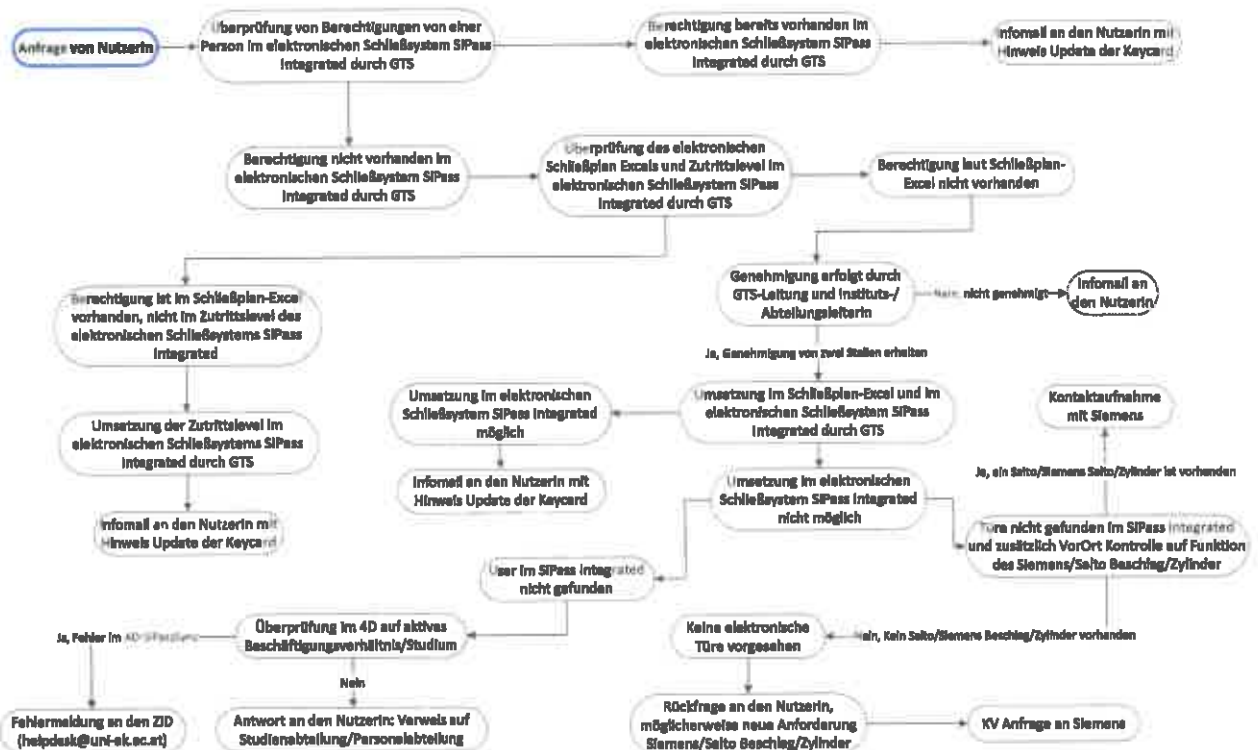 Anfrage von NutzerIn
Überprüfung von Berechtigungen von einer
Person im elektronischen Schließsystem SiPass
Integrated durch GTS
Berechtigung bereits vorhanden im
elektronischen Schließsystem SiPass
Integrated durch GTS
Infomail an den NutzerIn mit
Hinweis Update der Keycard
Berechtigung nicht vorhanden im
elektronischen Schließsystem SiPass
Integrated durch GTS
Überprüfung des elektronischen
Schließplan Excels und Zutrittslevel im
elektronischen Schließsystem SiPass
Integrated durch GTS
Berechtigung laut Schließplan-
Excel nicht vorhanden
Berechtigung ist im Schließplan-Excel
vorhanden, nicht im Zutrittslevel des
elektronischen Schließsystems SiPass
Integrated
Genehmigung erfolgt durch
GTS-Leitung und Instituts-/
AbteilungsleiterIn
Nein, nicht genehmigt
Infomail an
den NutzerIn
Ja, Genehmigung von zwei Stellen erhalten
Umsetzung der Zutrittslevel im
elektronischen Schließsystems SiPass
Integrated durch GTS
Umsetzung im elektronischen
Schließsystem SiPass Integrated
möglich
Umsetzung im Schließplan-Excel und im
elektronischen Schließsystem SiPass
Integrated durch GTS
Kontaktaufnahme
mit Siemens
Ja, ein Salto/Siemens Salto/Zylinder ist vorhanden
Infomail an den NutzerIn mit
Hinweis Update der Keycard
Infomail an den NutzerIn mit
Hinweis Update der Keycard
Umsetzung im elektronischen
Schließsystem SiPass Integrated
nicht möglich
Türe nicht gefunden im SiPass Integrated
und zusätzlich VorOrt Kontrolle auf Funktion
des Siemens/Salto Beschlag/Zylinder
User im SiPass Integrated
nicht gefunden
Ja, Fehler im AD-SiPassSync
Überprüfung im 4D auf aktives
Beschäftigungsverhältnis/Studium
Keine elektronische
Türe vorgesehen
Nein, Kein Salto/Siemens Beschlag/Zylinder vorhanden
Nein
Fehlermeldung an den ZID
(helpdesk@uni-ak.ac.at)
Antwort an den NutzerIn: Verweis auf
Studienabteilung/Personalabteilung
Rückfrage an den NutzerIn,
möglicherweise neue Anforderung
Siemens/Salto Beschlag/Zylinder
KV Anfrage an Siemens